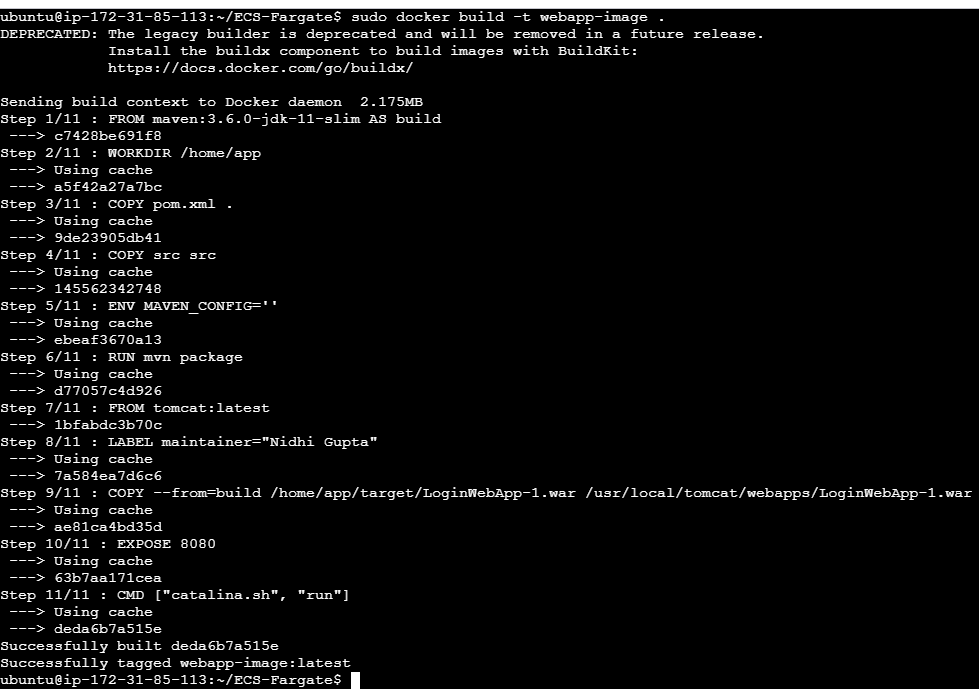 ubuntu@ip-172-31-85-113:~/ECS-Fargate$ sudo docker build -t webapp-image .
DEPRECATED: The legacy builder is deprecated and will be removed in a future release.
            Install the buildx component to build images with BuildKit:
            https://docs.docker.com/go/buildx/

Sending build context to Docker daemon  2.175MB
Step 1/11 : FROM maven:3.6.0-jdk-11-slim AS build
 ---> c7428be691f8
Step 2/11 : WORKDIR /home/app
 ---> Using cache
 ---> a5f42a27a7bc
Step 3/11 : COPY pom.xml .
 ---> Using cache
 ---> 9de23905db41
Step 4/11 : COPY src src
 ---> Using cache
 ---> 145562342748
Step 5/11 : ENV MAVEN_CONFIG=''
 ---> Using cache
 ---> ebeaf3670a13
Step 6/11 : RUN mvn package
 ---> Using cache
 ---> d77057c4d926
Step 7/11 : FROM tomcat:latest
 ---> 1bfabdc3b70c
Step 8/11 : LABEL maintainer="Nidhi Gupta"
 ---> Using cache
 ---> 7a584ea7d6c6
Step 9/11 : COPY --from=build /home/app/target/LoginWebApp-1.war /usr/local/tomcat/webapps/LoginWebApp-1.war
 ---> Using cache
 ---> ae81ca4bd35d
Step 10/11 : EXPOSE 8080
 ---> Using cache
 ---> 63b7aa171cea
Step 11/11 : CMD ["catalina.sh", "run"]
 ---> Using cache
 ---> deda6b7a515e
Successfully built deda6b7a515e
Successfully tagged webapp-image:latest
ubuntu@ip-172-31-85-113:~/ECS-Fargate$